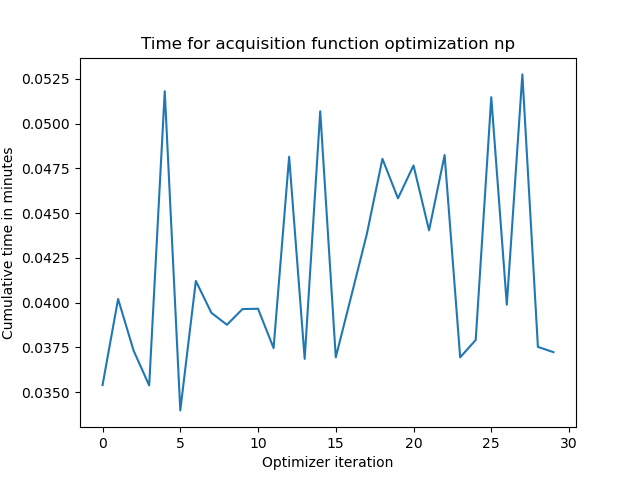 Time for acquisition function optimization np
Cumulative time in minutes
0.0525
0.0500
0.0475
0.0450
0.0425
0.0400
0.0375
0.0350
0 5 10 15 20 25 30
Optimizer iteration